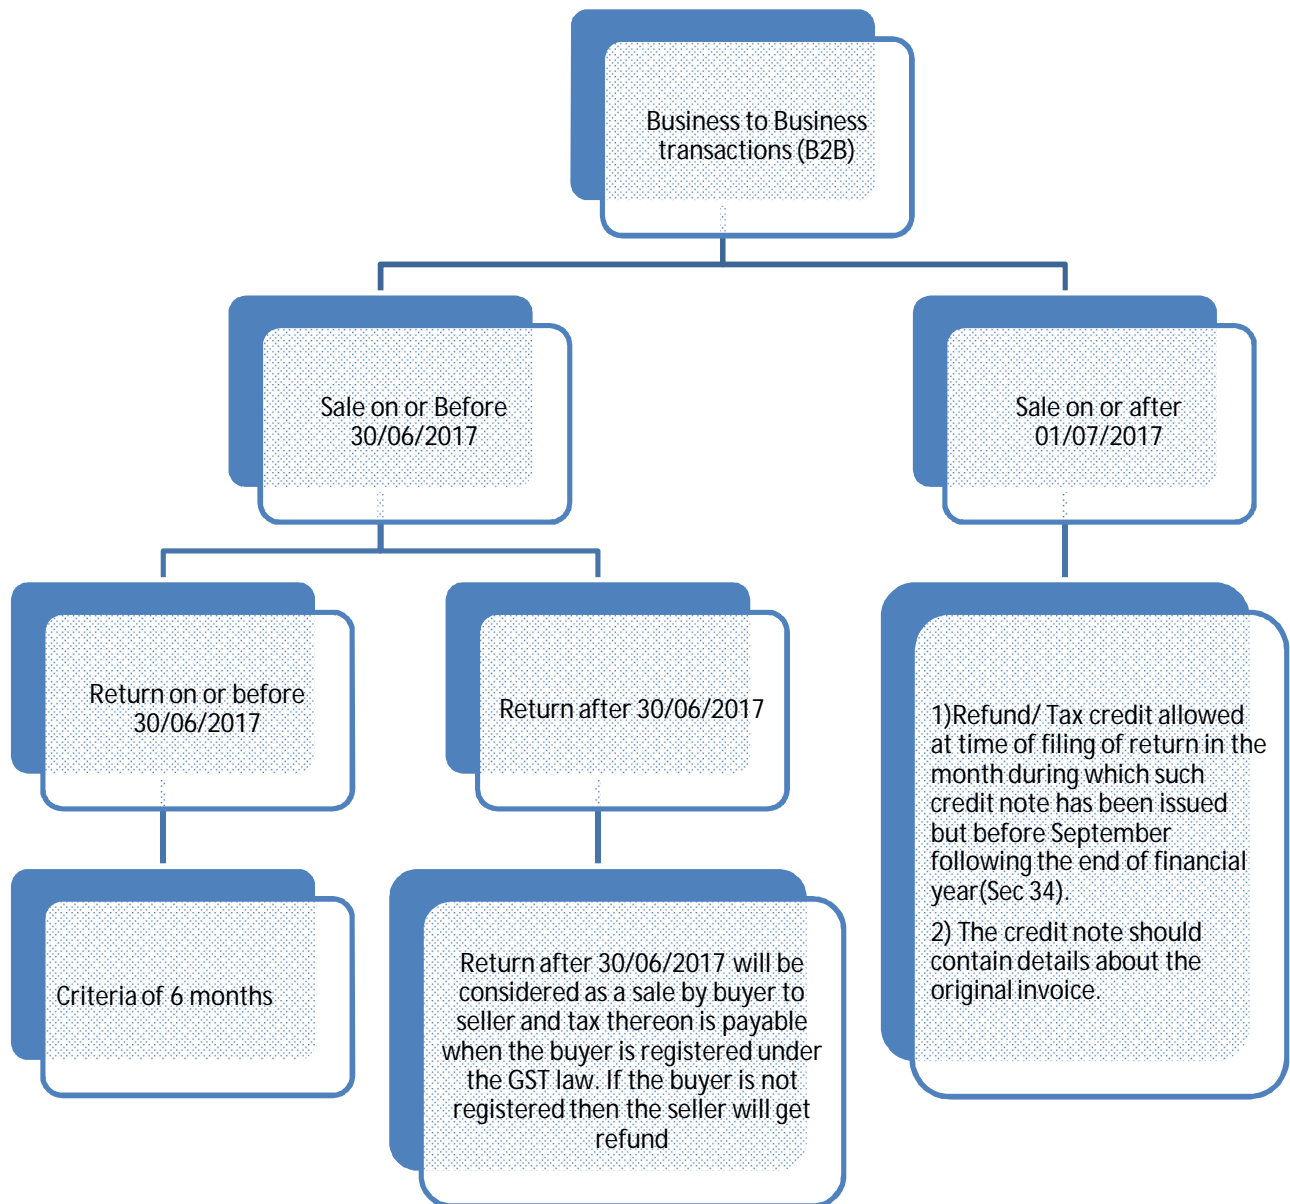 Business to Business
transactions (B2B)
Sale on or Before
30/06/2017
Sale on or after
01/07/2017
Return on or before
30/06/2017
Return after 30/06/2017
1)Refund/ Tax credit allowed
at time of filing of return in the
month during which such
credit note has been issued
but before September
following the end of financial
year(Sec 34).
2) The credit note should
contain details about the
original invoice.
Criteria of 6 months
Return after 30/06/2017 will be
considered as a sale by buyer to
seller and tax thereon is payable
when the buyer is registered under
the GST law. If the buyer is not
registered then the seller will get
refund